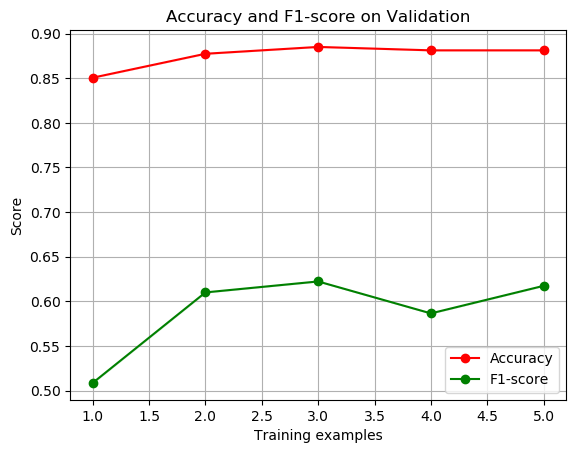 Accuracy and F1-score on Validation
0.90
0.85
0.80
0.75
0.70
0.65
0.60
0.55
0.50
Score
1.0 1.5 2.0 2.5 3.0 3.5 4.0 4.5 5.0
Training examples
Accuracy
F1-score